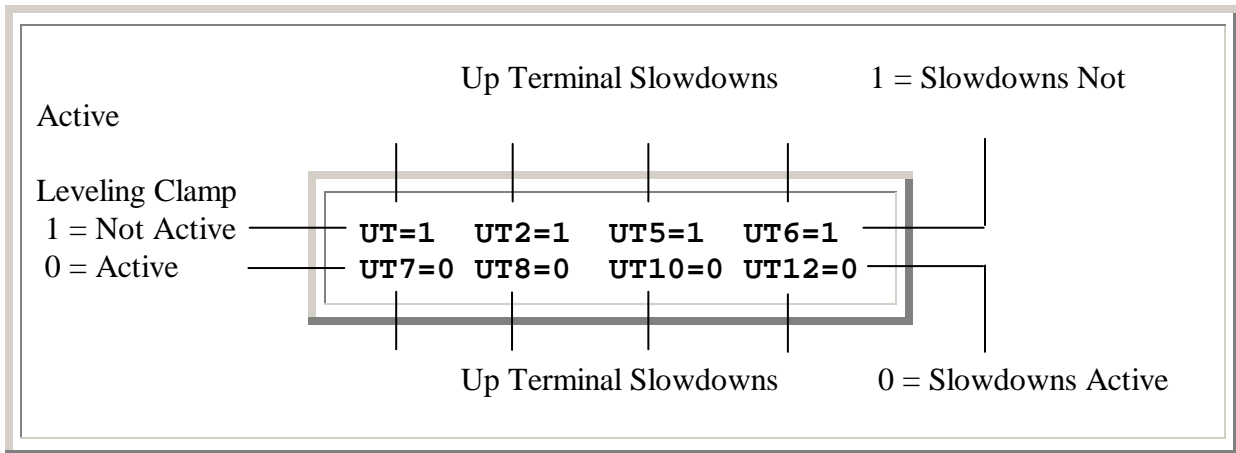 Up Terminal Slowdowns 1 = Slowdowns Not
Active
Leveling Clamp
1 = Not Active
0 = Active
UT=1 UT2=1 UT5=1 UT6=1
UT7=0 UT8=0 UT10=0 UT12=0
Up Terminal Slowdowns 0 = Slowdowns Active